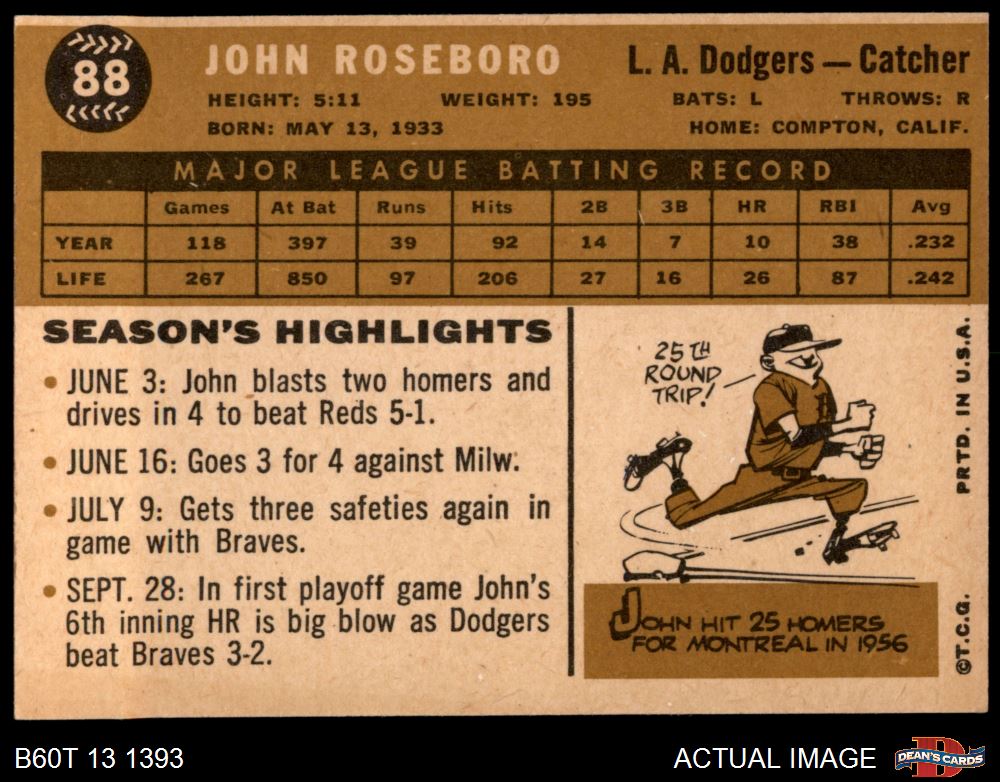 88
JOHN ROSEBORO
L. A. Dodgers — Catcher
HEIGHT: 5:11 WEIGHT: 195 BATS: L THROWS: R
BORN: MAY 13, 1933 HOME: COMPTON, CALIF.
MAJOR LEAGUE BATTING RECORD
Games At Bat Runs Hits 2B 3B HR RBI Avg
YEAR 118 397 39 92 14 7 10 38 .232
LIFE 267 850 97 206 27 16 26 87 .242
SEASON'S HIGHLIGHTS
• JUNE 3: John blasts two homers and
drives in 4 to beat Reds 5-1.
• JUNE 16: Goes 3 for 4 against Milw.
• JULY 9: Gets three safeties again in
game with Braves.
• SEPT. 28: In first playoff game John's
6th inning HR is big blow as Dodgers
beat Braves 3-2.
25TH
ROUND
TRIP!
JOHN HIT 25 HOMERS
FOR MONTREAL IN 1956
©T.C.G. PRTD. IN U.S.A.
B60T 13 1393
ACTUAL IMAGE
D
DEAN'S CARDS